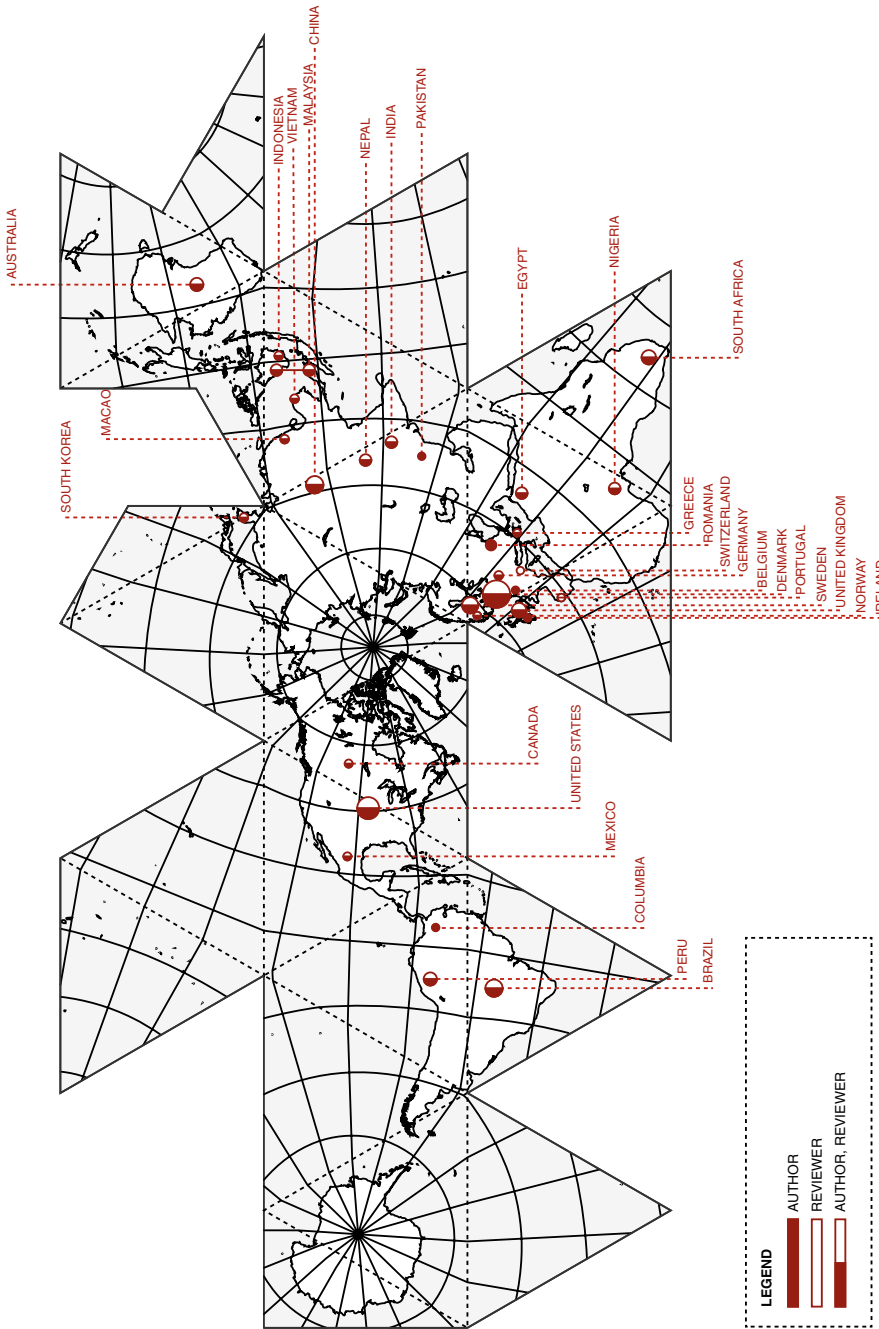 AUSTRALIA
CHINA
INDONESIA
VIETNAM
MALAYSIA
NEPAL
INDIA
PAKISTAN
MACAO
SOUTH KOREA
EGYPT
NIGERIA
SOUTH AFRICA
GREECE
ROMANIA
SWITZERLAND
GERMANY
BELGIUM
DENMARK
PORTUGAL
SWEDEN
UNITED KINGDOM
NORWAY
IRELAND
CANADA
UNITED STATES
MEXICO
COLUMBIA
PERU
BRAZIL
LEGEND
AUTHOR
REVIEWER
AUTHOR, REVIEWER